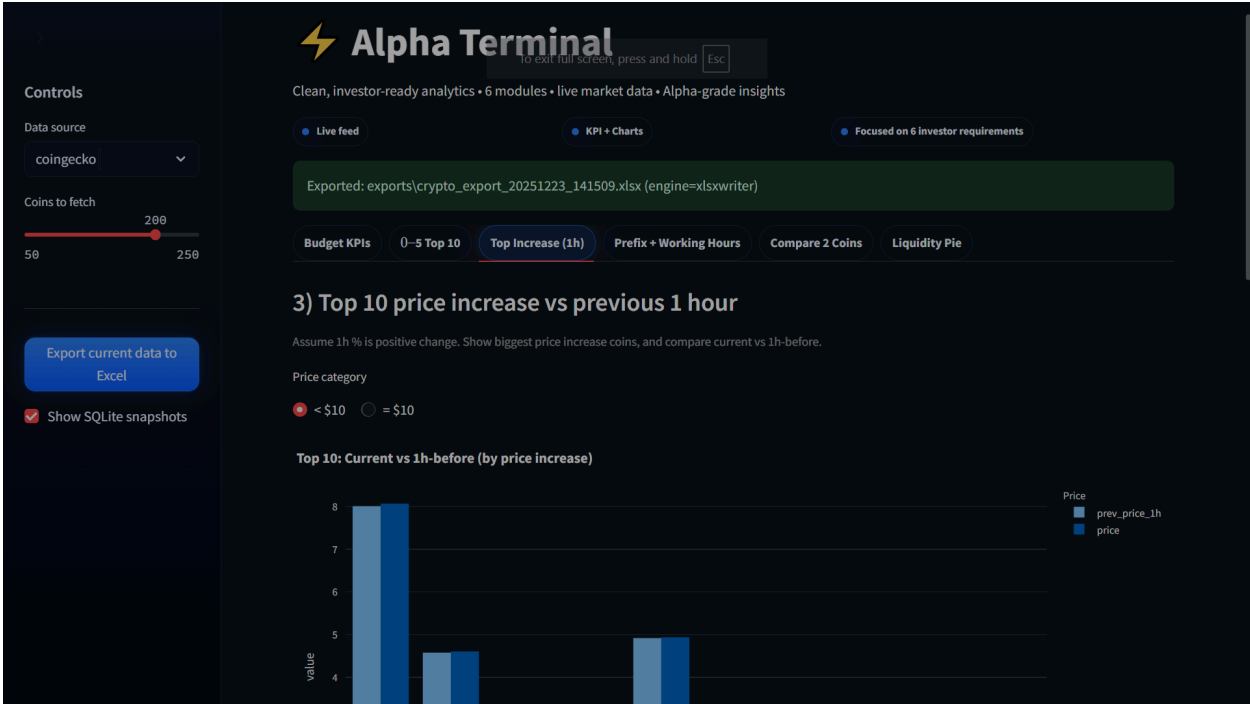 Alpha Terminal
To exit full screen, press and hold Esc
Clean, investor-ready analytics • 6 modules • live market data • Alpha-grade insights
Live feed
KPI + Charts
Focused on 6 investor requirements
Controls
Data source
coingecko
Coins to fetch
200
50
250
Export current data to
Excel
Show SQLite snapshots
Exported: exports\crypto_export_20251223_141509.xlsx (engine=xlsxwriter)
Budget KPIs
0–5 Top 10
Top Increase (1h)
Prefix + Working Hours
Compare 2 Coins
Liquidity Pie
3) Top 10 price increase vs previous 1 hour
Assume 1h % is positive change. Show biggest price increase coins, and compare current vs 1h-before.
Price category
< $10
= $10
Top 10: Current vs 1h-before (by price increase)
Price
prev_price_1h
price
8
7
6
5
4
value